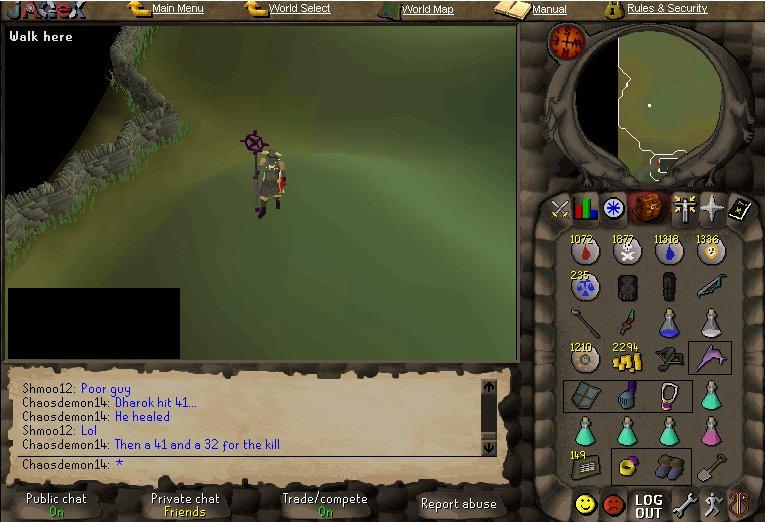 JAGEX Main Menu World Select World Map Manual Rules & Security
Walk here
S
1072 1877 11318 1336
235
1210 2294
149
Shmoo12: Poor guy
Chaosdemon14: Dharok hit 41...
Chaosdemon14: He healed
Shmoo12: Lol
Chaosdemon14: Then a 41 and a 32 for the kill
Chaosdemon14: *
Public chat
On
Private chat
Friends
Trade/compete
On
Report abuse
LOG
OUT